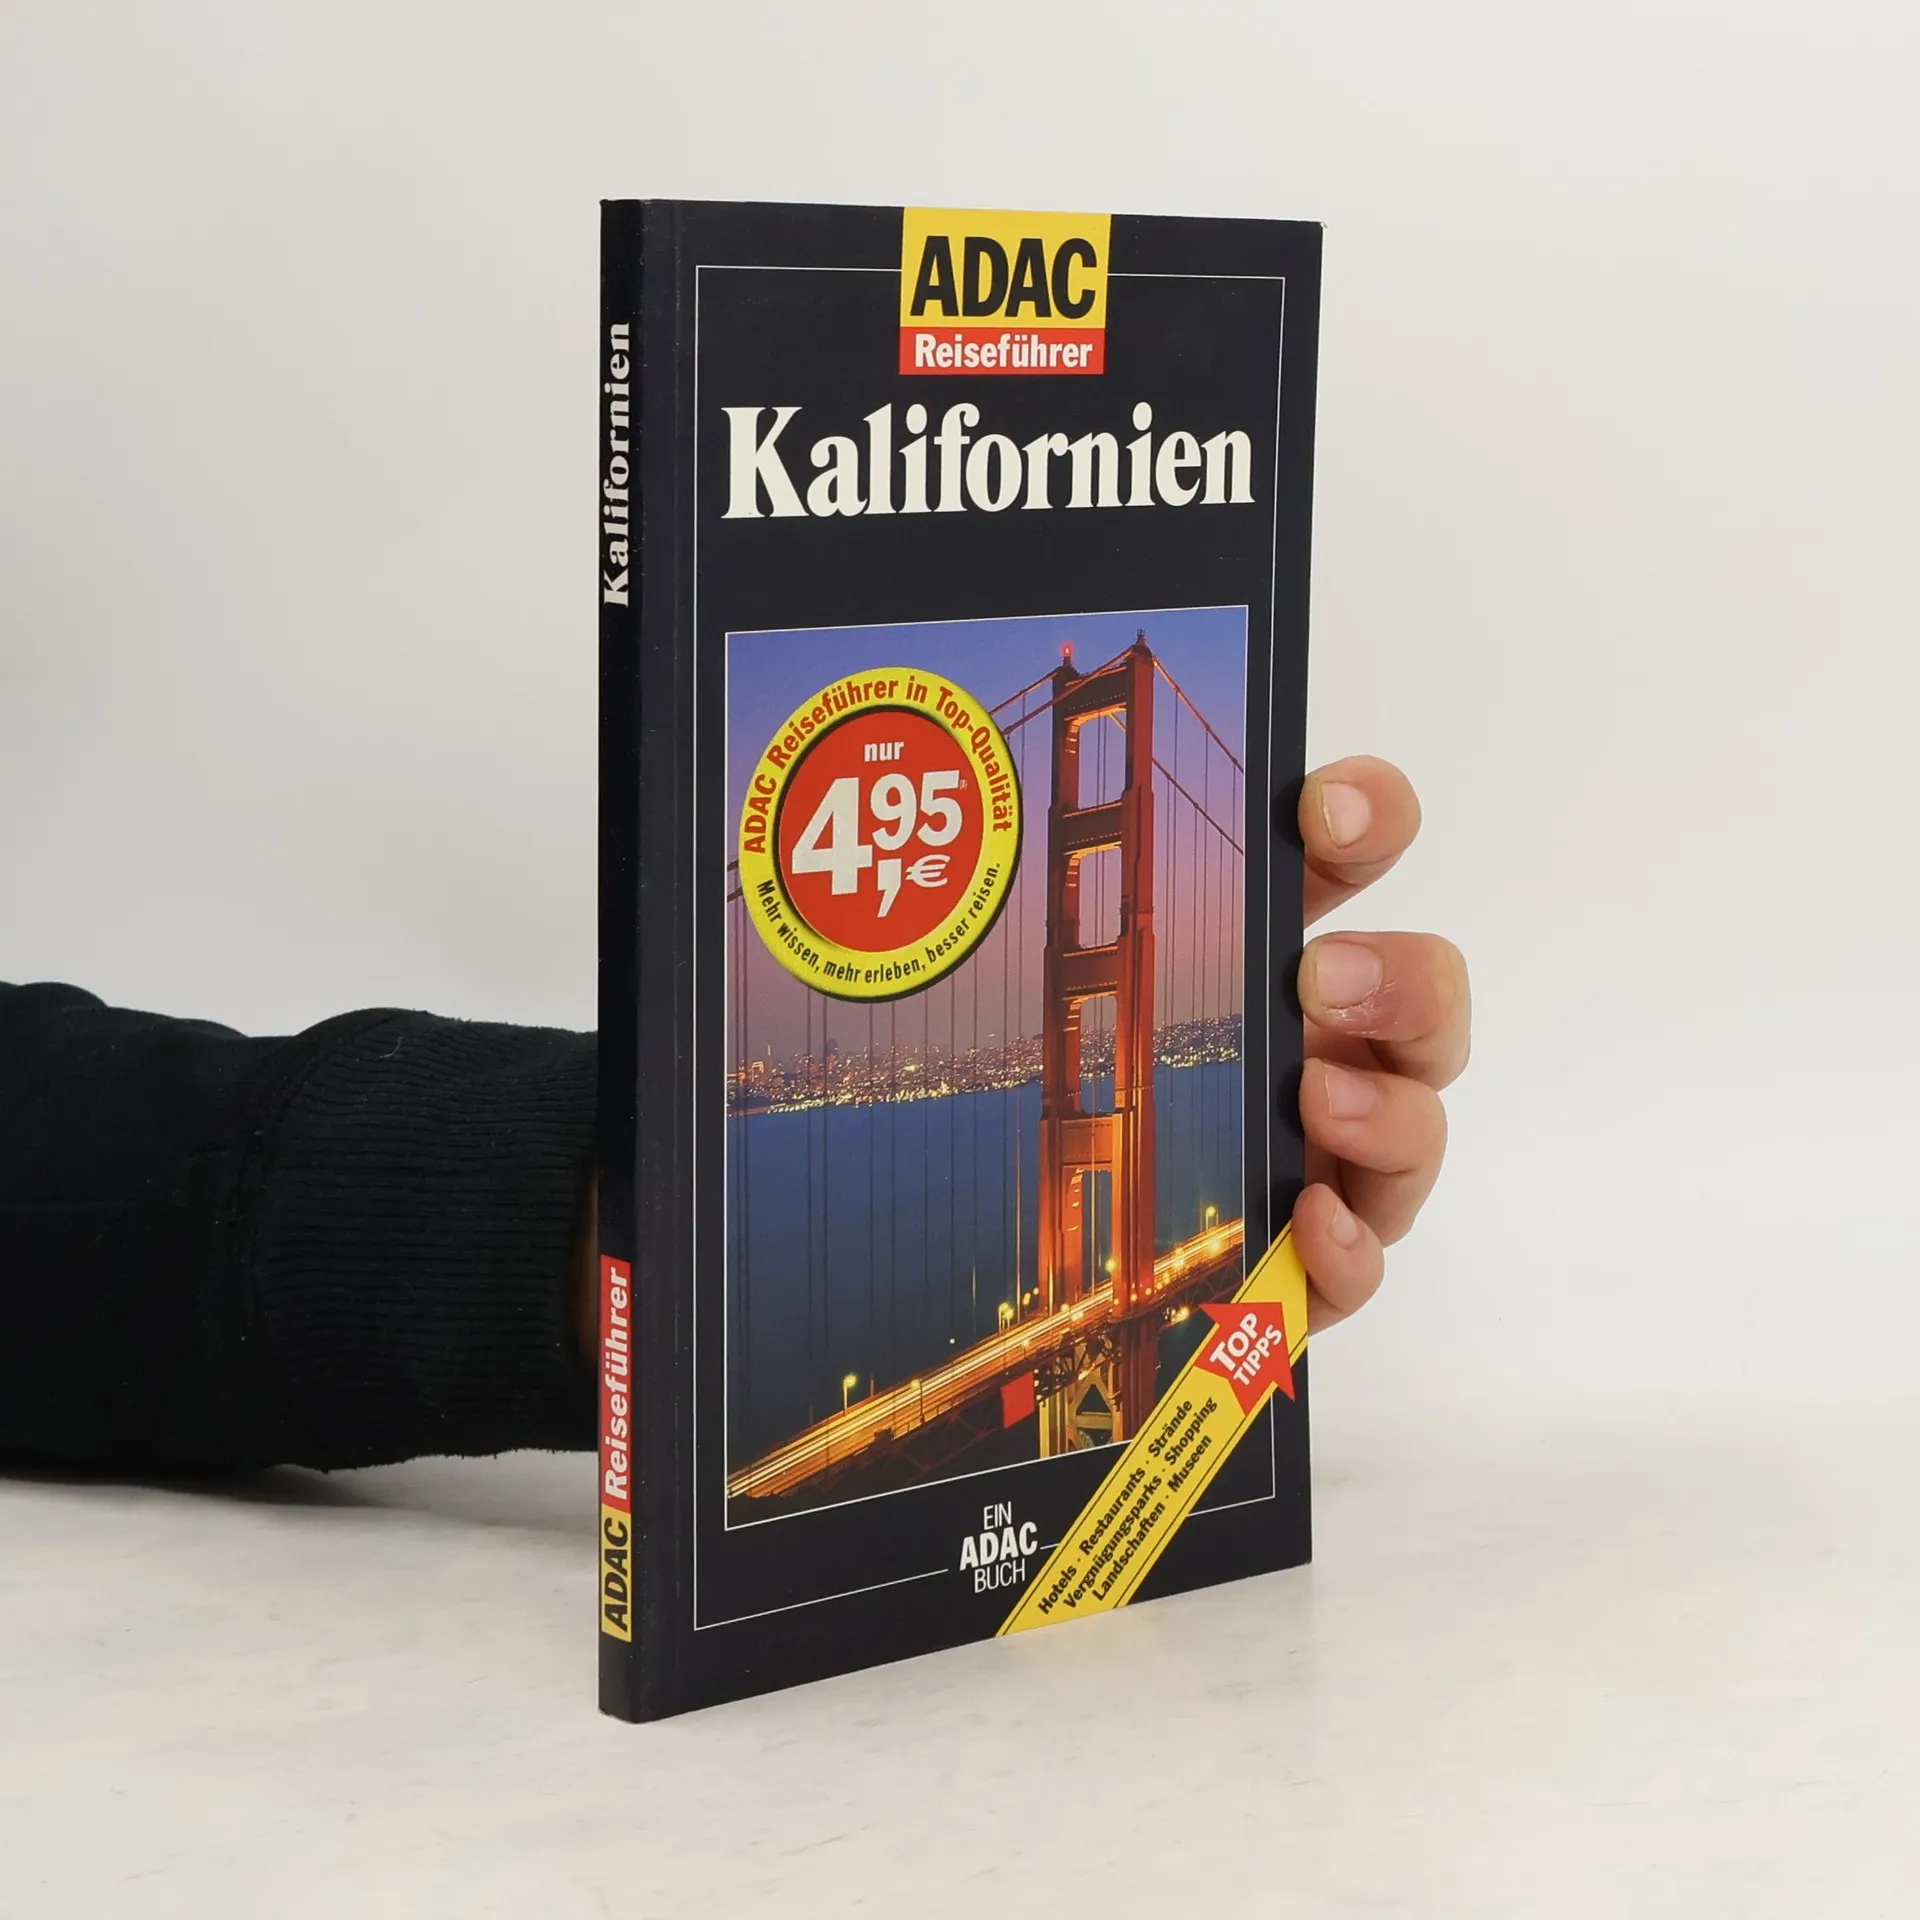 ADAC
Reiseführer
Kalifornien
ADAC Reiseführer in Top-Qualität
nur
4,95 €
Mehr wissen, mehr erleben, besser reisen.
TOP
TIPPS
Hotels · Restaurants · Strände
Vergnügungsparks · Shopping
Landschaften · Museen
EIN
ADAC
BUCH
Kalifornien
ADAC Reiseführer